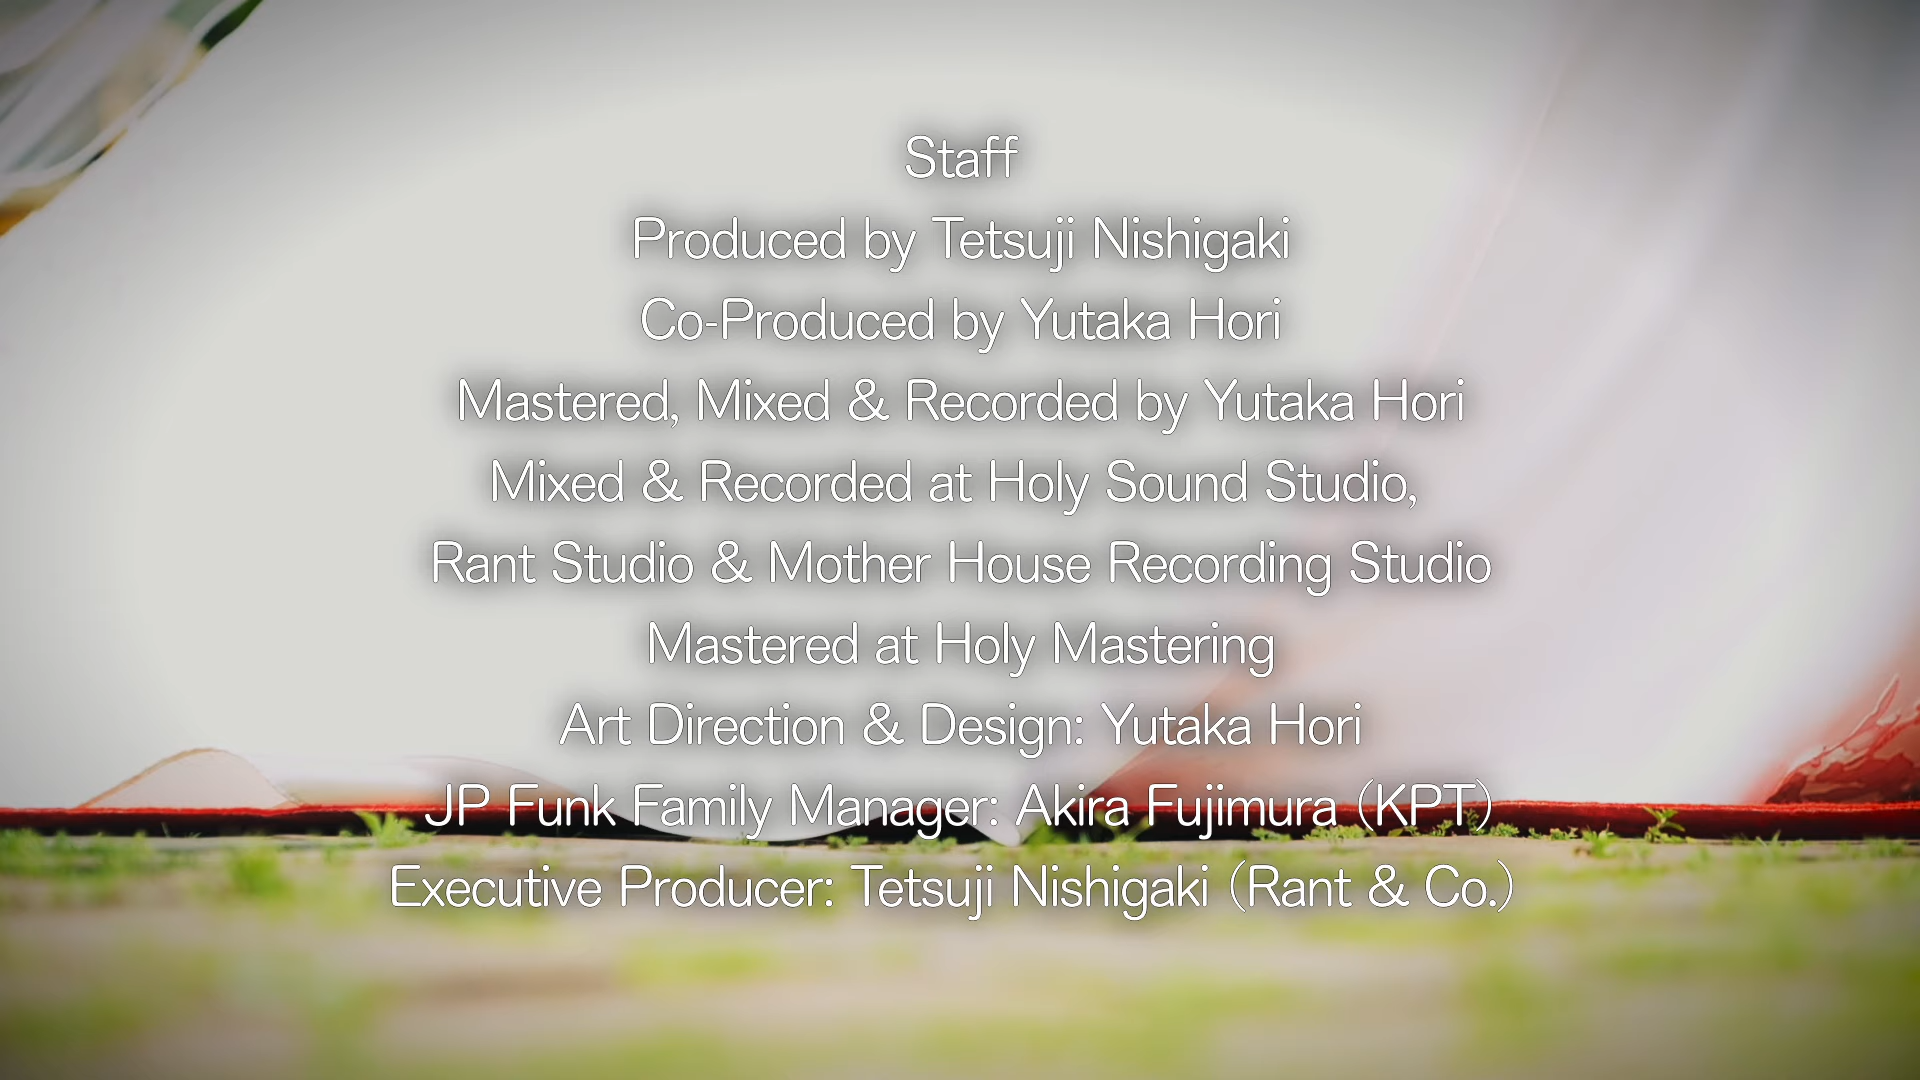 Staff
Produced by Tetsuji Nishigaki
Co-Produced by Yutaka Hori
Mastered, Mixed & Recorded by Yutaka Hori
Mixed & Recorded at Holy Sound Studio,
Rant Studio & Mother House Recording Studio
Mastered at Holy Mastering
Art Direction & Design: Yutaka Hori
JP Funk Family Manager: Akira Fujimura (KPT)
Executive Producer: Tetsuji Nishigaki (Rant & Co.)